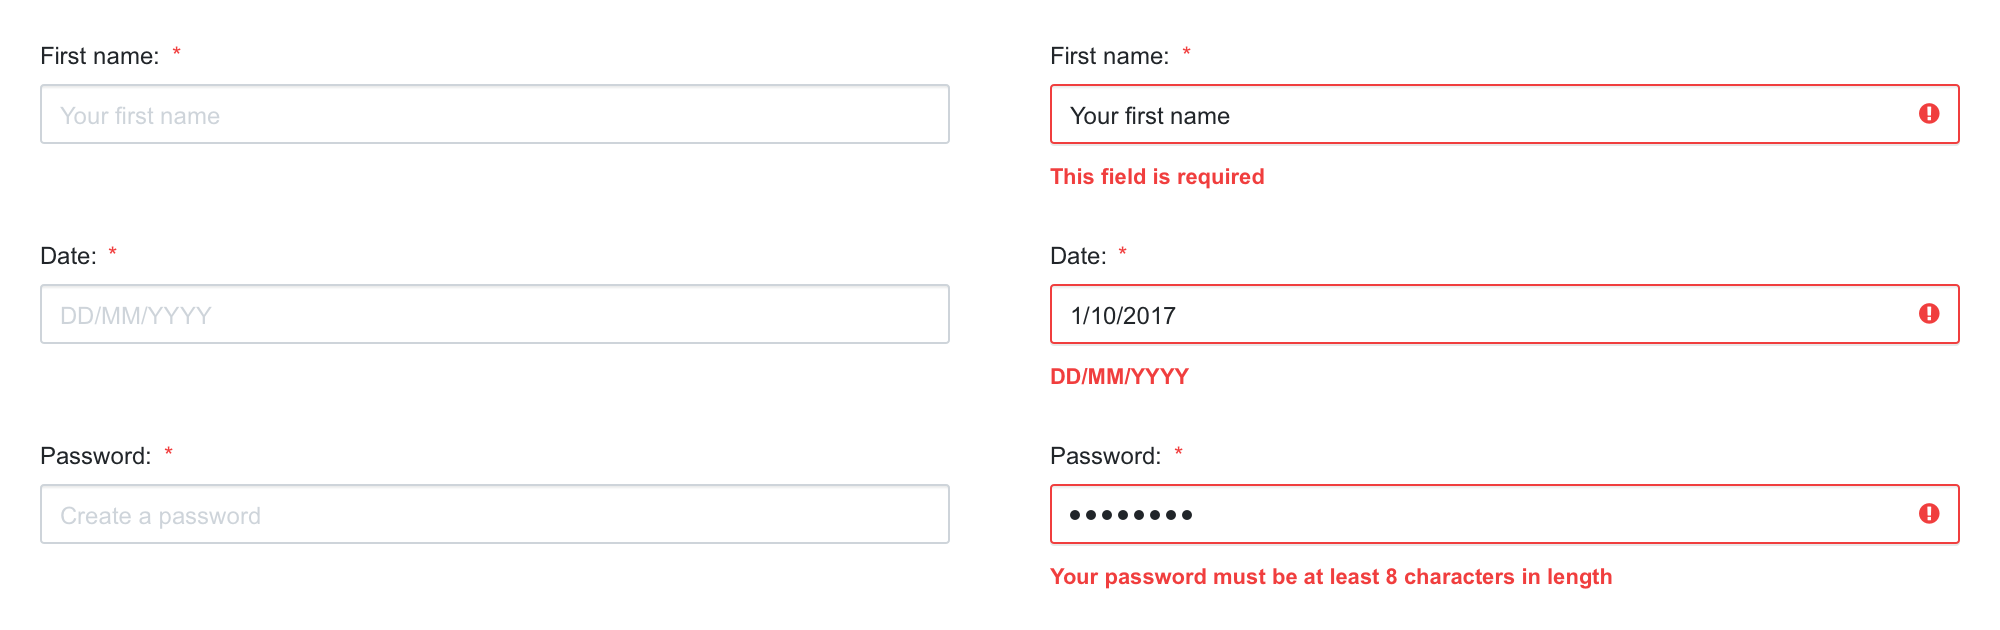 First name: *
Your first name
Date: *
DD/MM/YYYY
Password: *
Create a password
First name: *
Your first name
This field is required
Date: *
1/10/2017
DD/MM/YYYY
Password: *
●●●●●●●●
Your password must be at least 8 characters in length